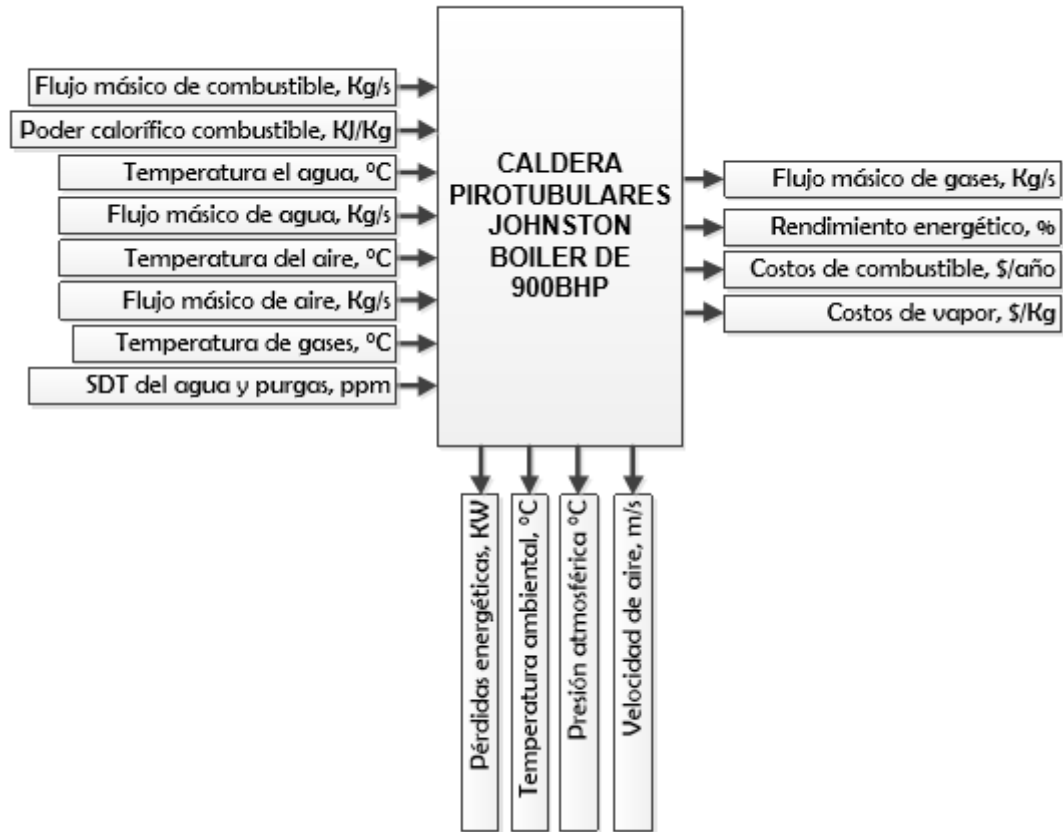 Flujo másico de combustible, Kg/s
Poder calorífico combustible, KJ/Kg
Temperatura el agua, ºC
Flujo másico de agua, Kg/s
Temperatura del aire, ºC
Flujo másico de aire, Kg/s
Temperatura de gases, ºC
SDT del agua y purgas, ppm
CALDERA
PIROTUBULARES
JOHNSTON
BOILER DE
900BHP
Flujo másico de gases, Kg/s
Rendimiento energético, %
Costos de combustible, $/año
Costos de vapor, $/Kg
Pérdidas energéticas, KW
Temperatura ambiental, ºC
Presión atmosférica ºC
Velocidad de aire, m/s